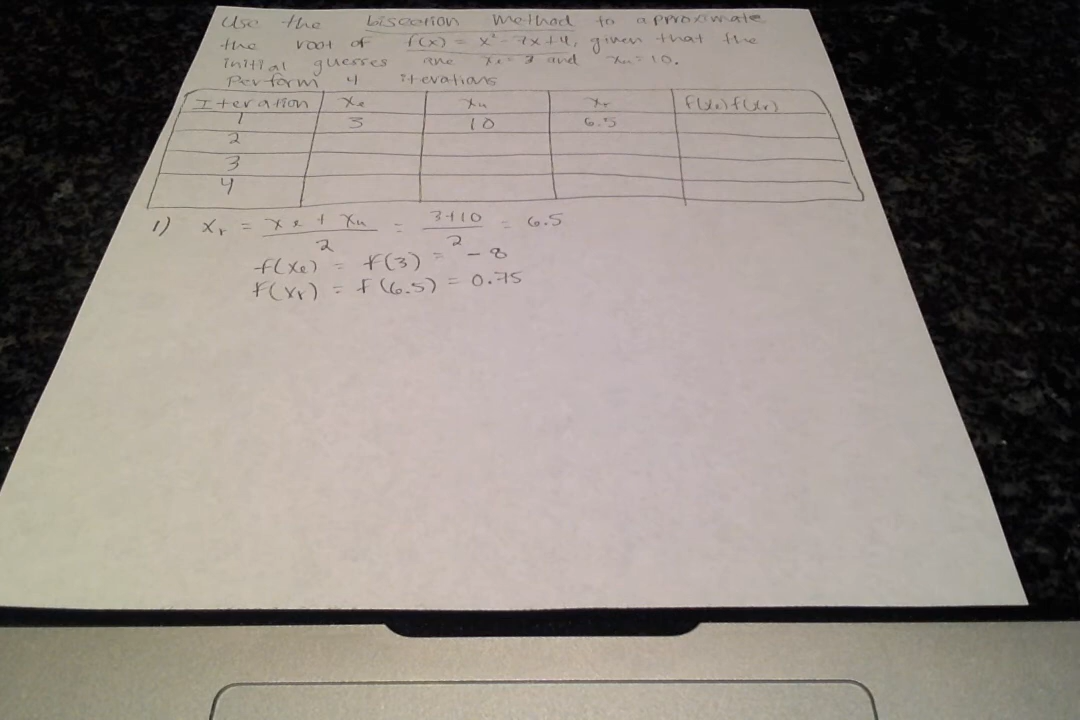 Use the bisection method to approximate
the root of f(x) = x² - 7x + 4, given that the
initial guesses are xₗ = 3 and xᵤ = 10.
Perform 4 iterations
Iteration xₗ xᵤ xᵣ f(xₗ)f(xᵣ)
1 3 10 6.5
2
3
4
1) xᵣ = (xₗ + xᵤ)/2 = (3+10)/2 = 6.5
f(xₗ) = f(3) = -8
f(xᵣ) = f(6.5) = 0.75